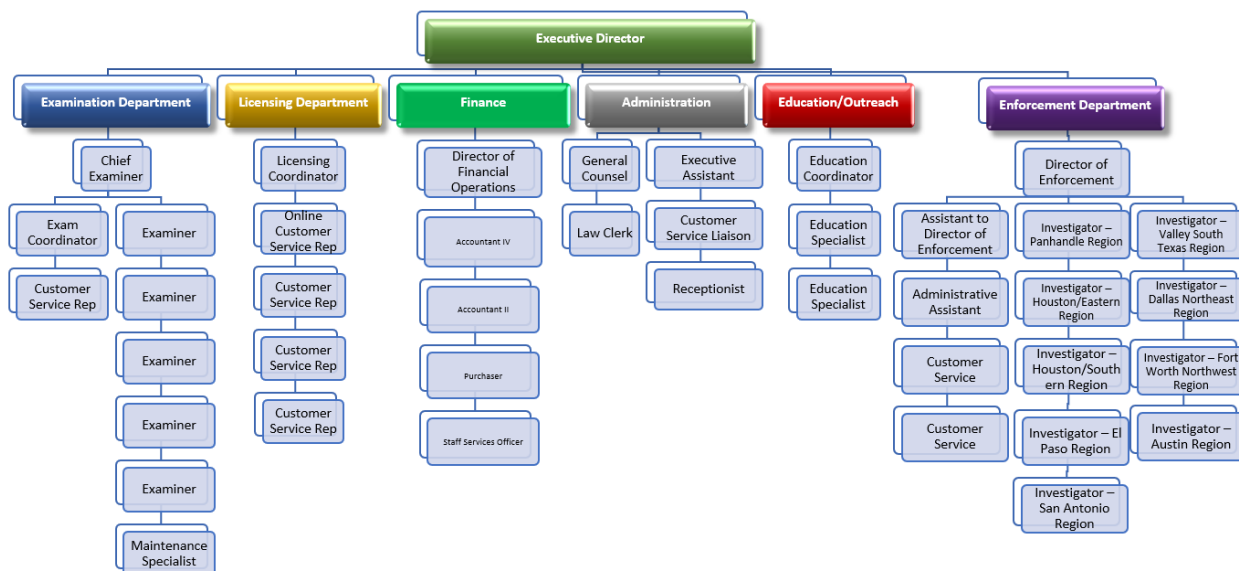 Executive Director
Examination Department
Licensing Department
Finance
Administration
Education/Outreach
Enforcement Department
Chief
Examiner
Exam
Coordinator
Customer
Service Rep
Examiner
Examiner
Examiner
Examiner
Examiner
Maintenance
Specialist
Licensing
Coordinator
Online
Customer
Service Rep
Customer
Service Rep
Customer
Service Rep
Customer
Service Rep
Director of
Financial
Operations
Accountant IV
Accountant II
Purchaser
Staff Services Officer
General
Counsel
Law Clerk
Executive
Assistant
Customer
Service Liaison
Receptionist
Education
Coordinator
Education
Specialist
Education
Specialist
Director of
Enforcement
Assistant to
Director of
Enforcement
Administrative
Assistant
Customer
Service
Customer
Service
Investigator –
Panhandle Region
Investigator –
Houston/Eastern
Region
Investigator –
Houston/South
ern Region
Investigator – El
Paso Region
Investigator –
San Antonio
Region
Investigator –
Valley South
Texas Region
Investigator –
Dallas Northeast
Region
Investigator – Fort
Worth Northwest
Region
Investigator –
Austin Region